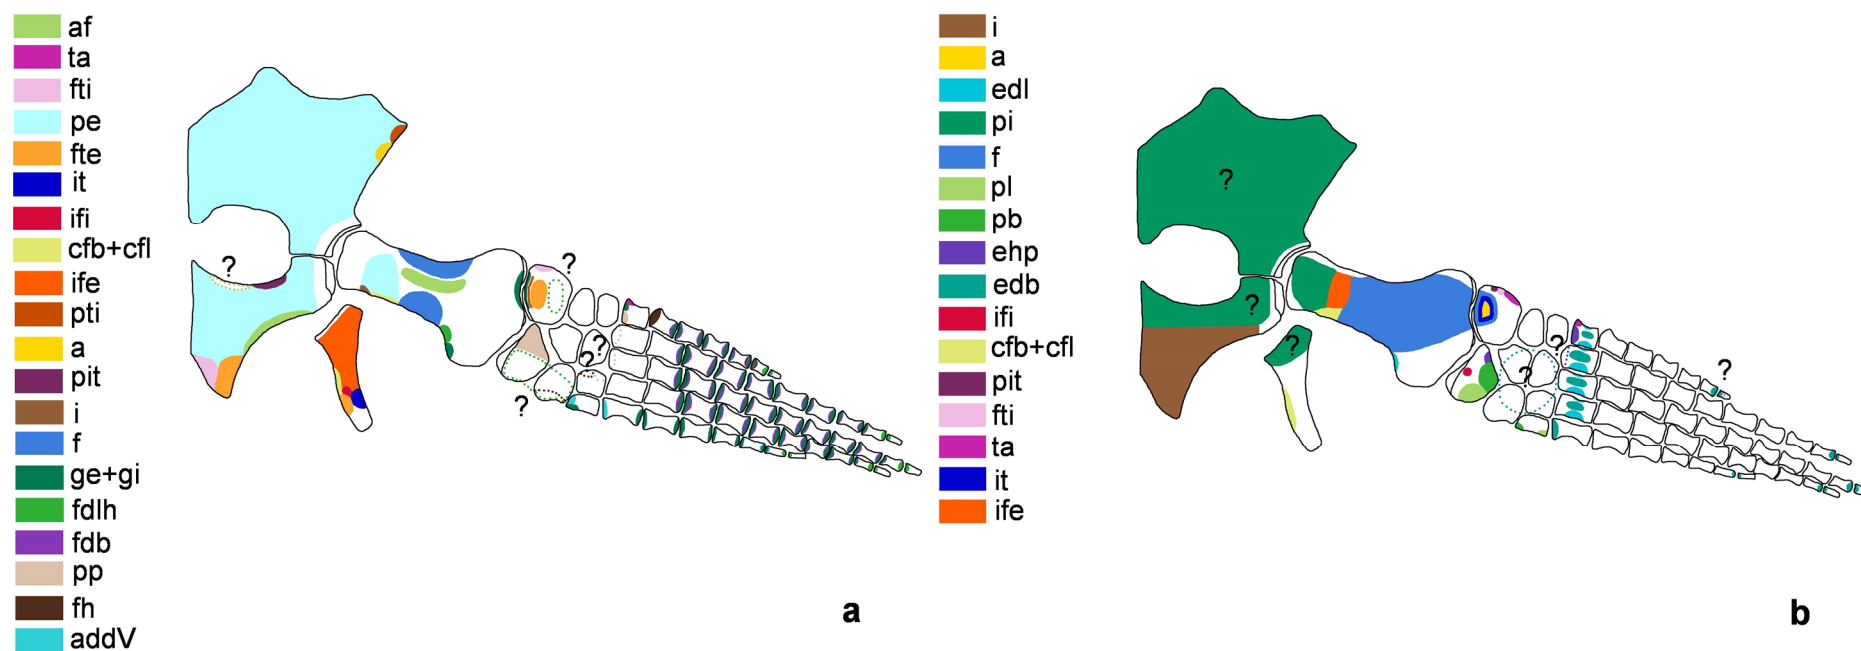 af
ta
fti
pe
fte
it
ifi
cfb+cfl
ife
pti
a
pit
i
f
ge+gi
fdlh
fdb
pp
fh
addV
?
?
?
?
?
a
i
a
edl
pi
f
pl
pb
ehp
edb
ifi
cfb+cfl
pit
fti
ta
it
ife
?
?
?
?
?
?
b